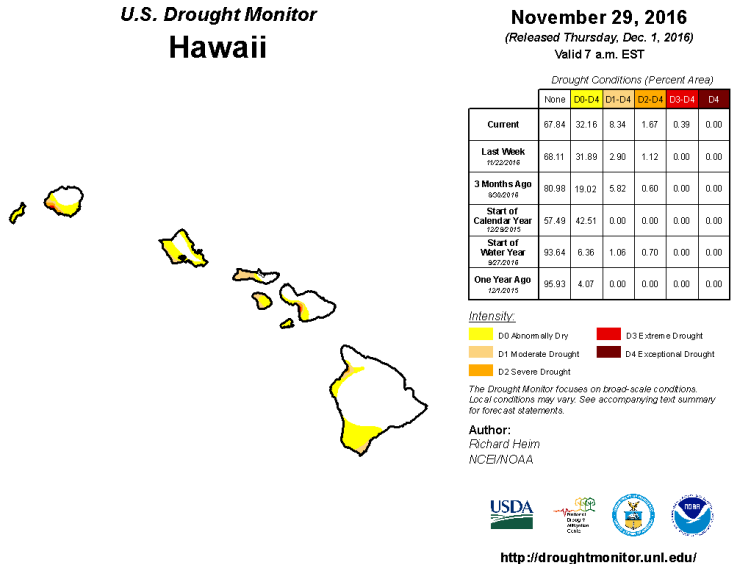 U.S. Drought Monitor
Hawaii
November 29, 2016
(Released Thursday, Dec. 1, 2016)
Valid 7 a.m. EST
Drought Conditions (Percent Area)
None D0-D4 D1-D4 D2-D4 D3-D4 D4
Current 67.84 32.16 8.34 1.67 0.39 0.00
Last Week
11/22/2016 68.11 31.89 2.90 1.12 0.00 0.00
3 Months Ago
8/30/2016 80.98 19.02 5.82 0.60 0.00 0.00
Start of
Calendar Year
12/29/2015 57.49 42.51 0.00 0.00 0.00 0.00
Start of
Water Year
9/27/2016 93.64 6.36 1.06 0.70 0.00 0.00
One Year Ago
12/1/2015 95.93 4.07 0.00 0.00 0.00 0.00
Intensity:
D0 Abnormally Dry
D1 Moderate Drought
D2 Severe Drought
D3 Extreme Drought
D4 Exceptional Drought
The Drought Monitor focuses on broad-scale conditions.
Local conditions may vary. See accompanying text summary
for forecast statements.
Author:
Richard Heim
NCEI/NOAA
USDA
National
Drought
Mitigation
Center
NOAA
http://droughtmonitor.unl.edu/